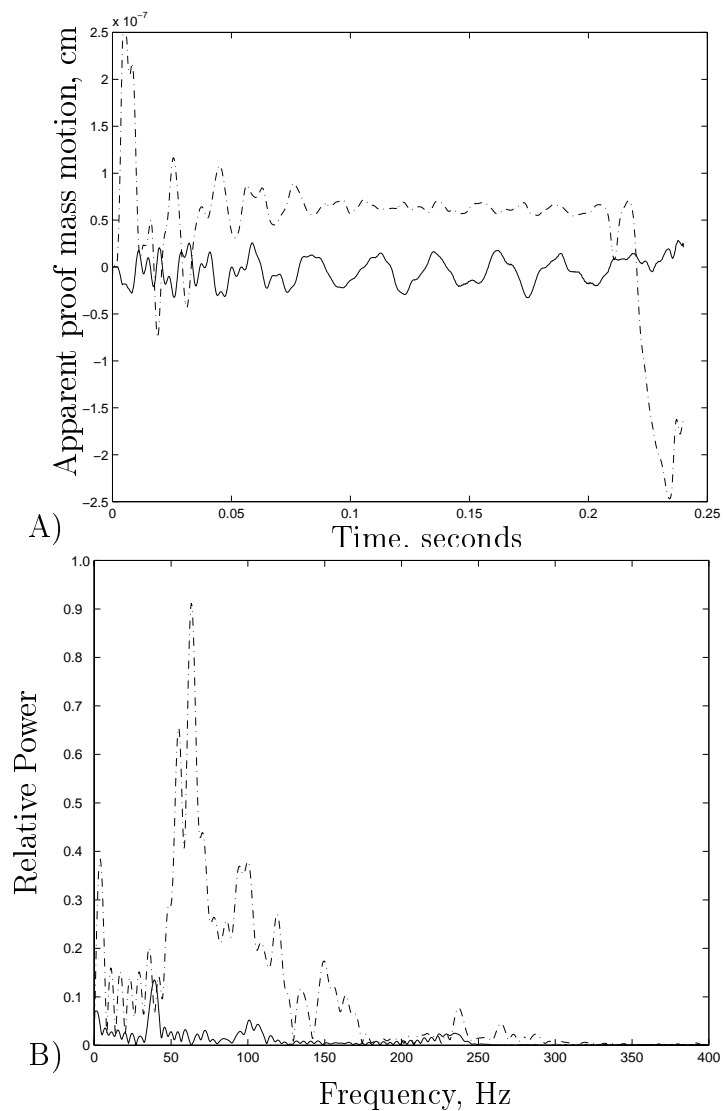 x 10⁻⁷
Apparent proof mass motion, cm
2.5
2
1.5
1
0.5
0
−0.5
−1
−1.5
−2
−2.5
0 0.05 0.1 0.15 0.2 0.25
A)
Time, seconds
Relative Power
1.0
0.9
0.8
0.7
0.6
0.5
0.4
0.3
0.2
0.1
0
B)
0 50 100 150 200 250 300 350 400
Frequency, Hz